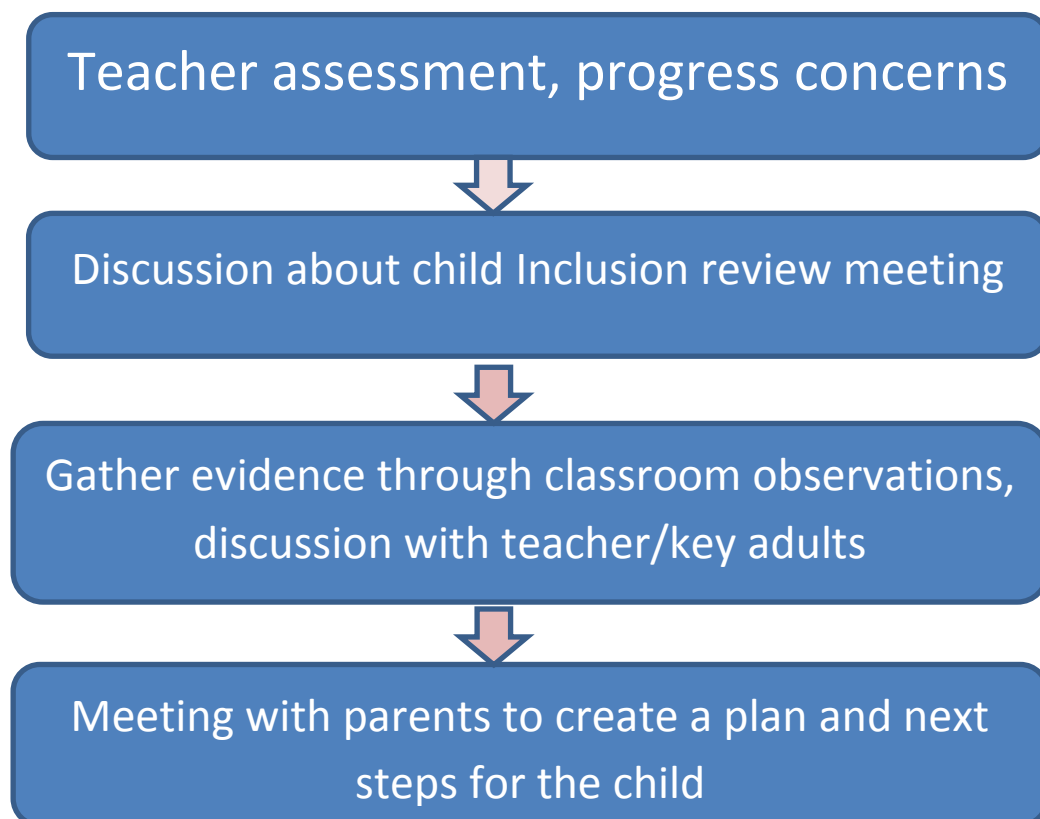 Teacher assessment, progress concerns
Discussion about child Inclusion review meeting
Gather evidence through classroom observations,
discussion with teacher/key adults
Meeting with parents to create a plan and next
steps for the child